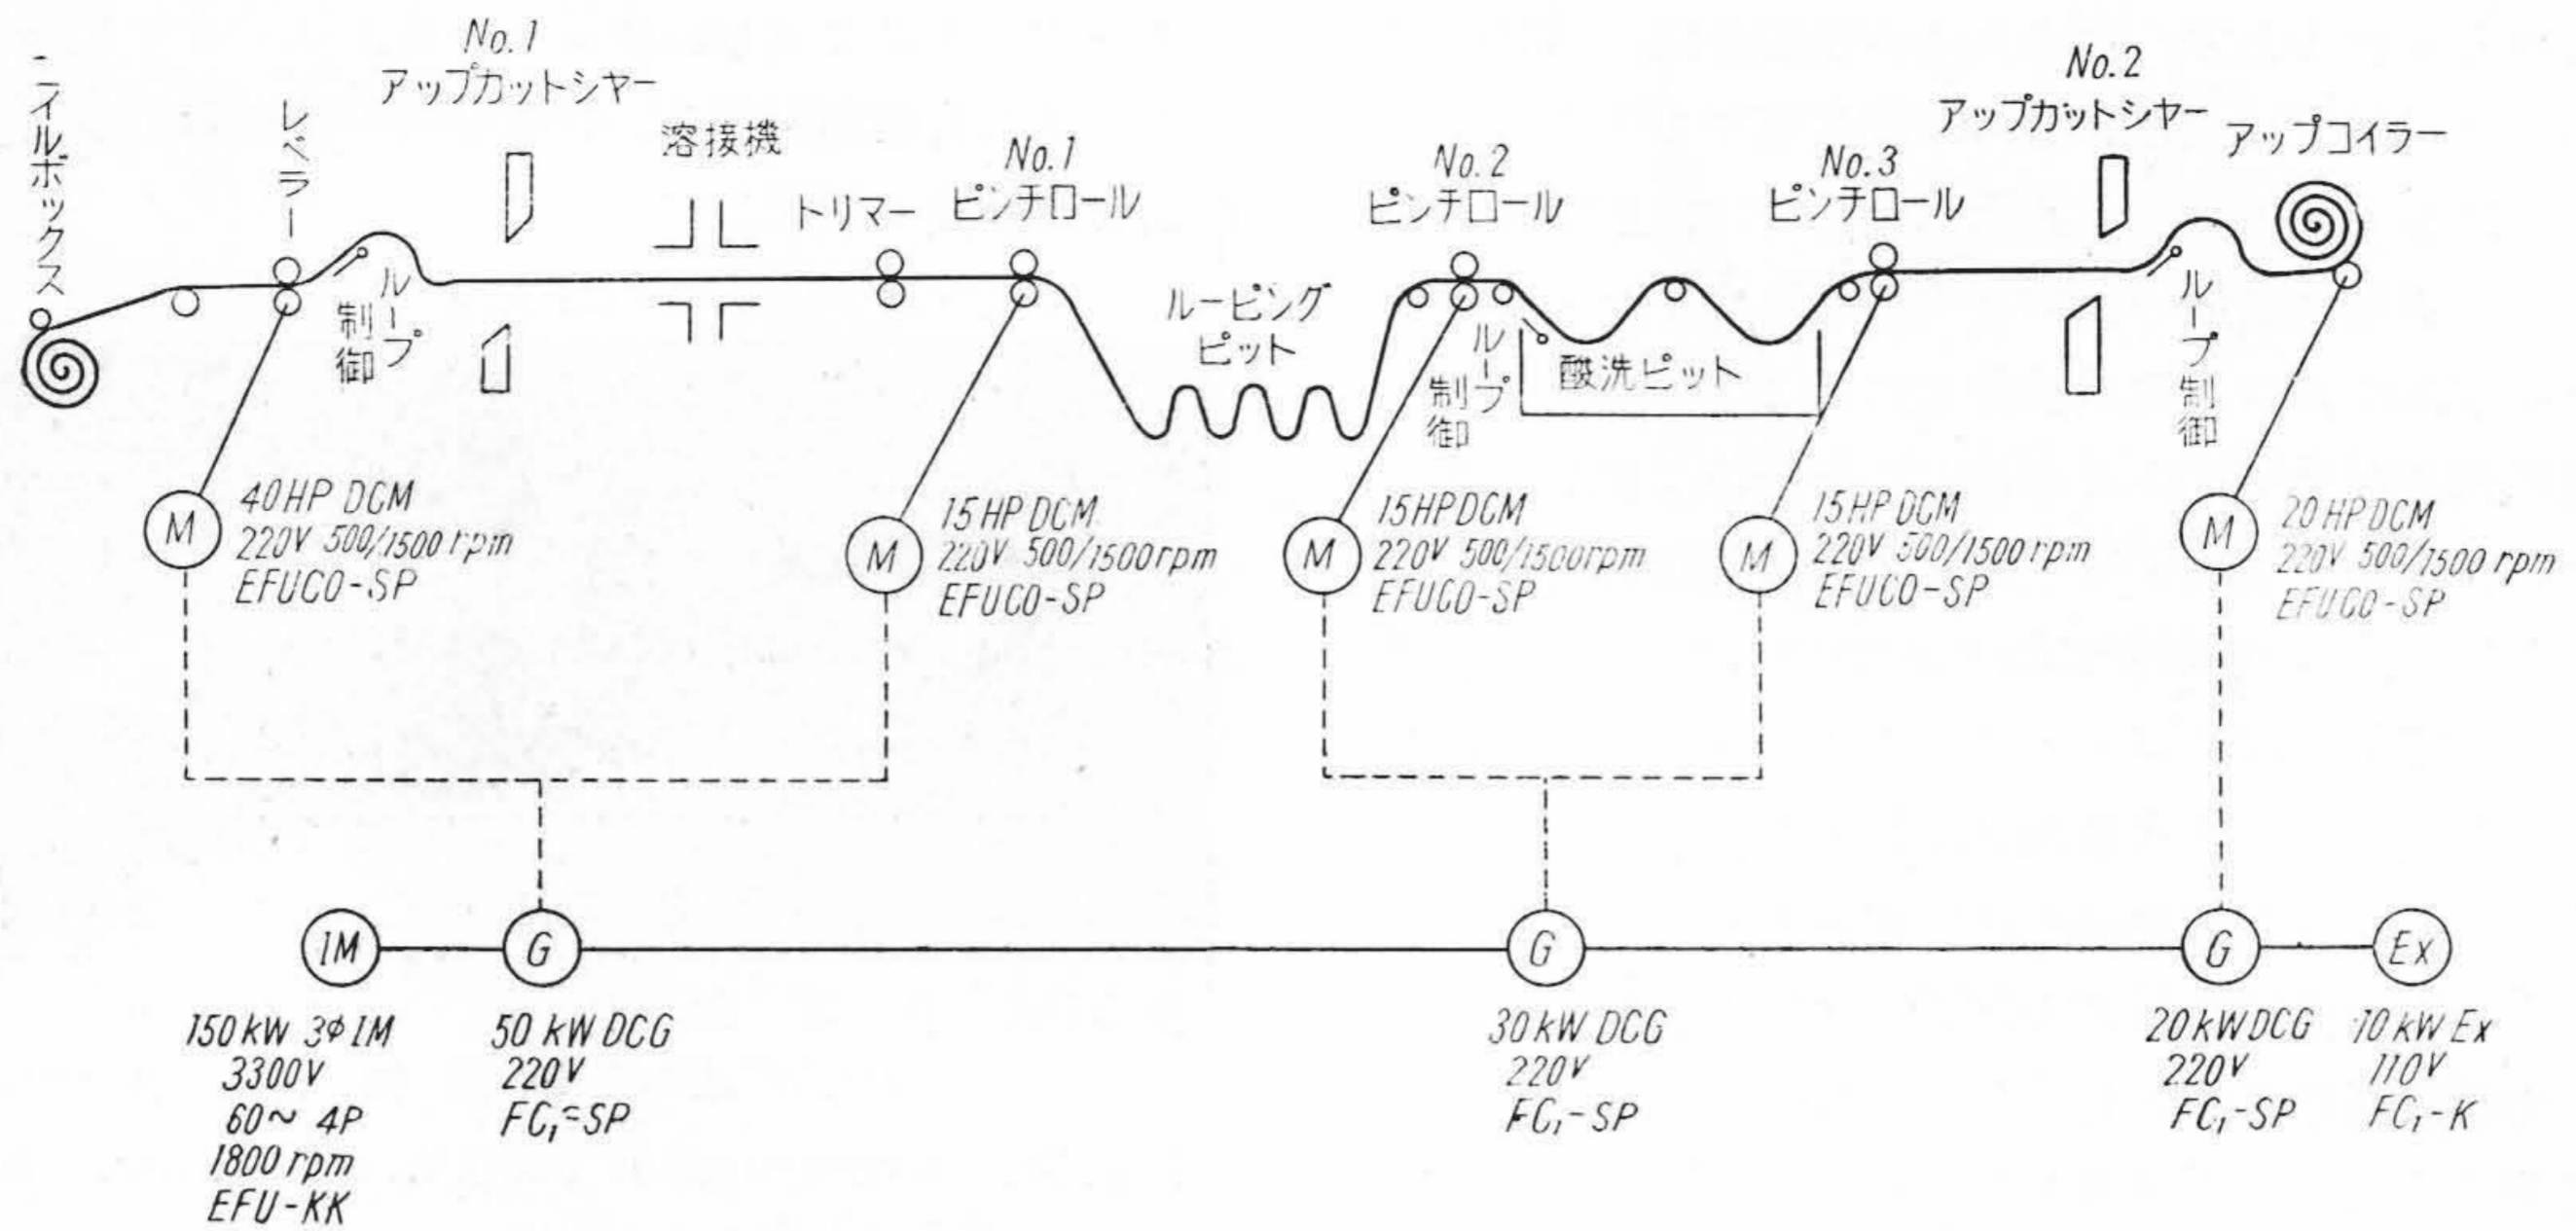 イルボックス
レベラー
No.1
アップカットシヤー
溶接機
トリマー
No.1
ピンチロール
No.2
ピンチロール
No.3
ピンチロール
No.2
アップカットシヤー
アップコイラー
ループ
制御
ルーピング
ピット
ループ
制御
酸洗ピット
ループ制御
M
40HP DCM
220V 500/1500rpm
EFUCO-SP
M
15HP DCM
220V 500/1500rpm
EFUCO-SP
M
15HPDCM
220V 500/1500rpm
EFUCO-SP
M
15HP DCM
220V 500/1500rpm
EFUCO-SP
M
20HPDCM
220V 500/1500rpm
EFUCO-SP
IM
G
G
G
Ex
150kW 3φIM
3300V
60~ 4P
1800rpm
EFU-KK
50kW DCG
220V
FC₁=SP
30kW DCG
220V
FC₁-SP
20kWDCG
220V
FC₁-SP
10kW Ex
110V
FC₁-K